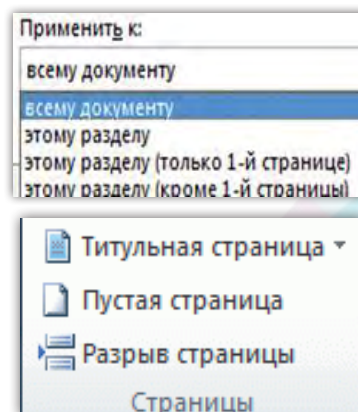 Применить к:
всему документу
всему документу
этому разделу
этому разделу (только 1-й странице)
этому разделу (кроме 1-й страницы)
Титульная страница
Пустая страница
Разрыв страницы
Страницы